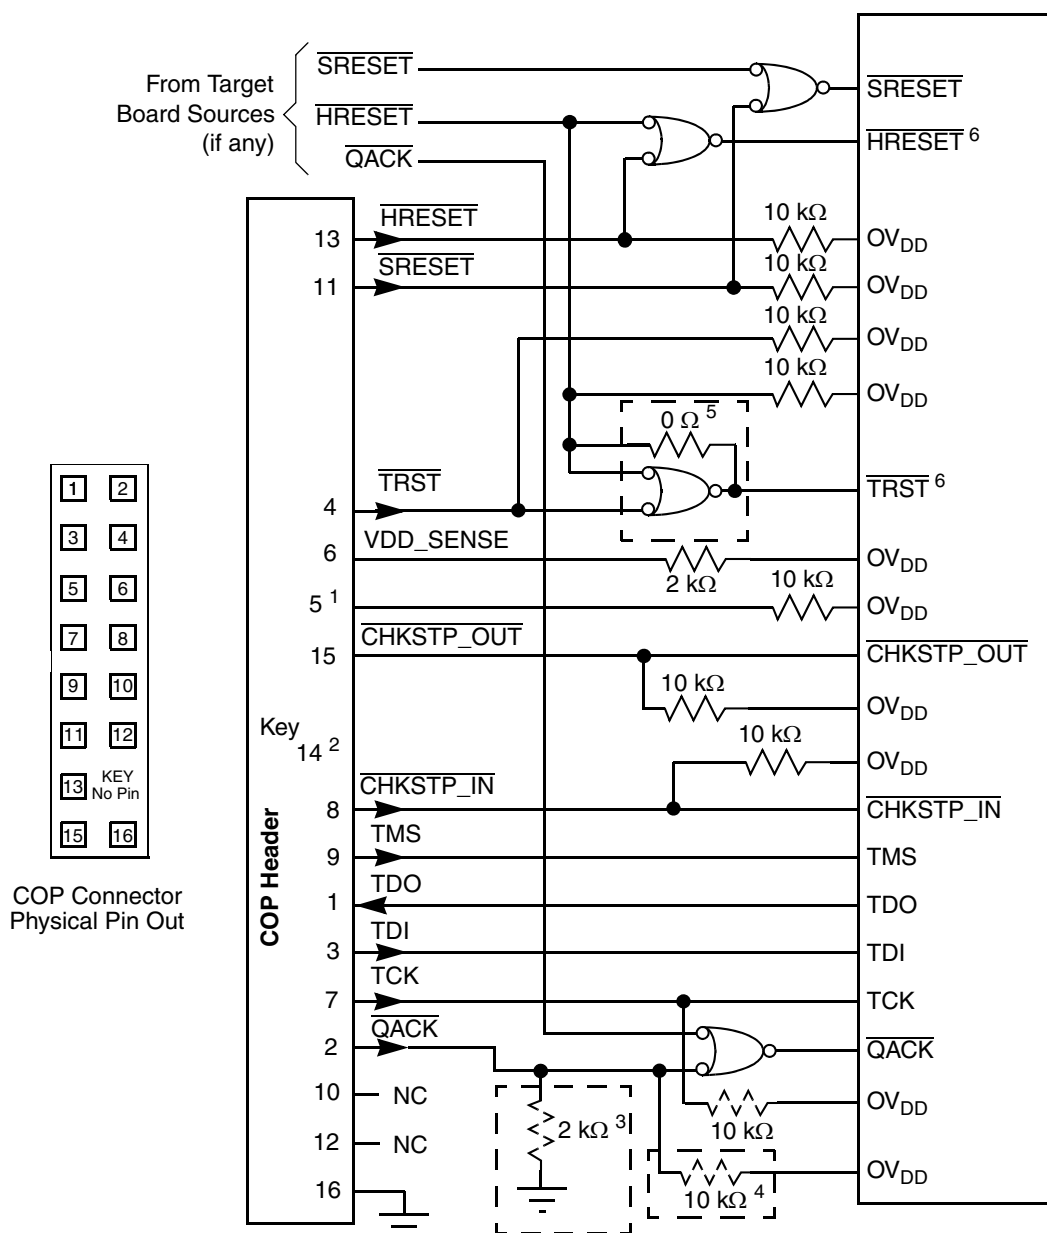 From Target
Board Sources
(if any)
SRESET
HRESET
QACK
SRESET
HRESET 6
13
HRESET
10 kΩ
OVDD
11
SRESET
10 kΩ
OVDD
10 kΩ
OVDD
10 kΩ
OVDD
0 Ω 5
4
TRST
TRST 6
6
VDD_SENSE
2 kΩ
OVDD
5 1
10 kΩ
OVDD
15
CHKSTP_OUT
CHKSTP_OUT
10 kΩ
OVDD
Key
14 2
10 kΩ
OVDD
8
CHKSTP_IN
CHKSTP_IN
9
TMS
TMS
1
TDO
TDO
3
TDI
TDI
7
TCK
TCK
2
QACK
QACK
10
NC
2 kΩ 3
10 kΩ
OVDD
12
NC
10 kΩ 4
OVDD
16
COP Header
1 2
3 4
5 6
7 8
9 10
11 12
13 KEY
No Pin
15 16
COP Connector
Physical Pin Out